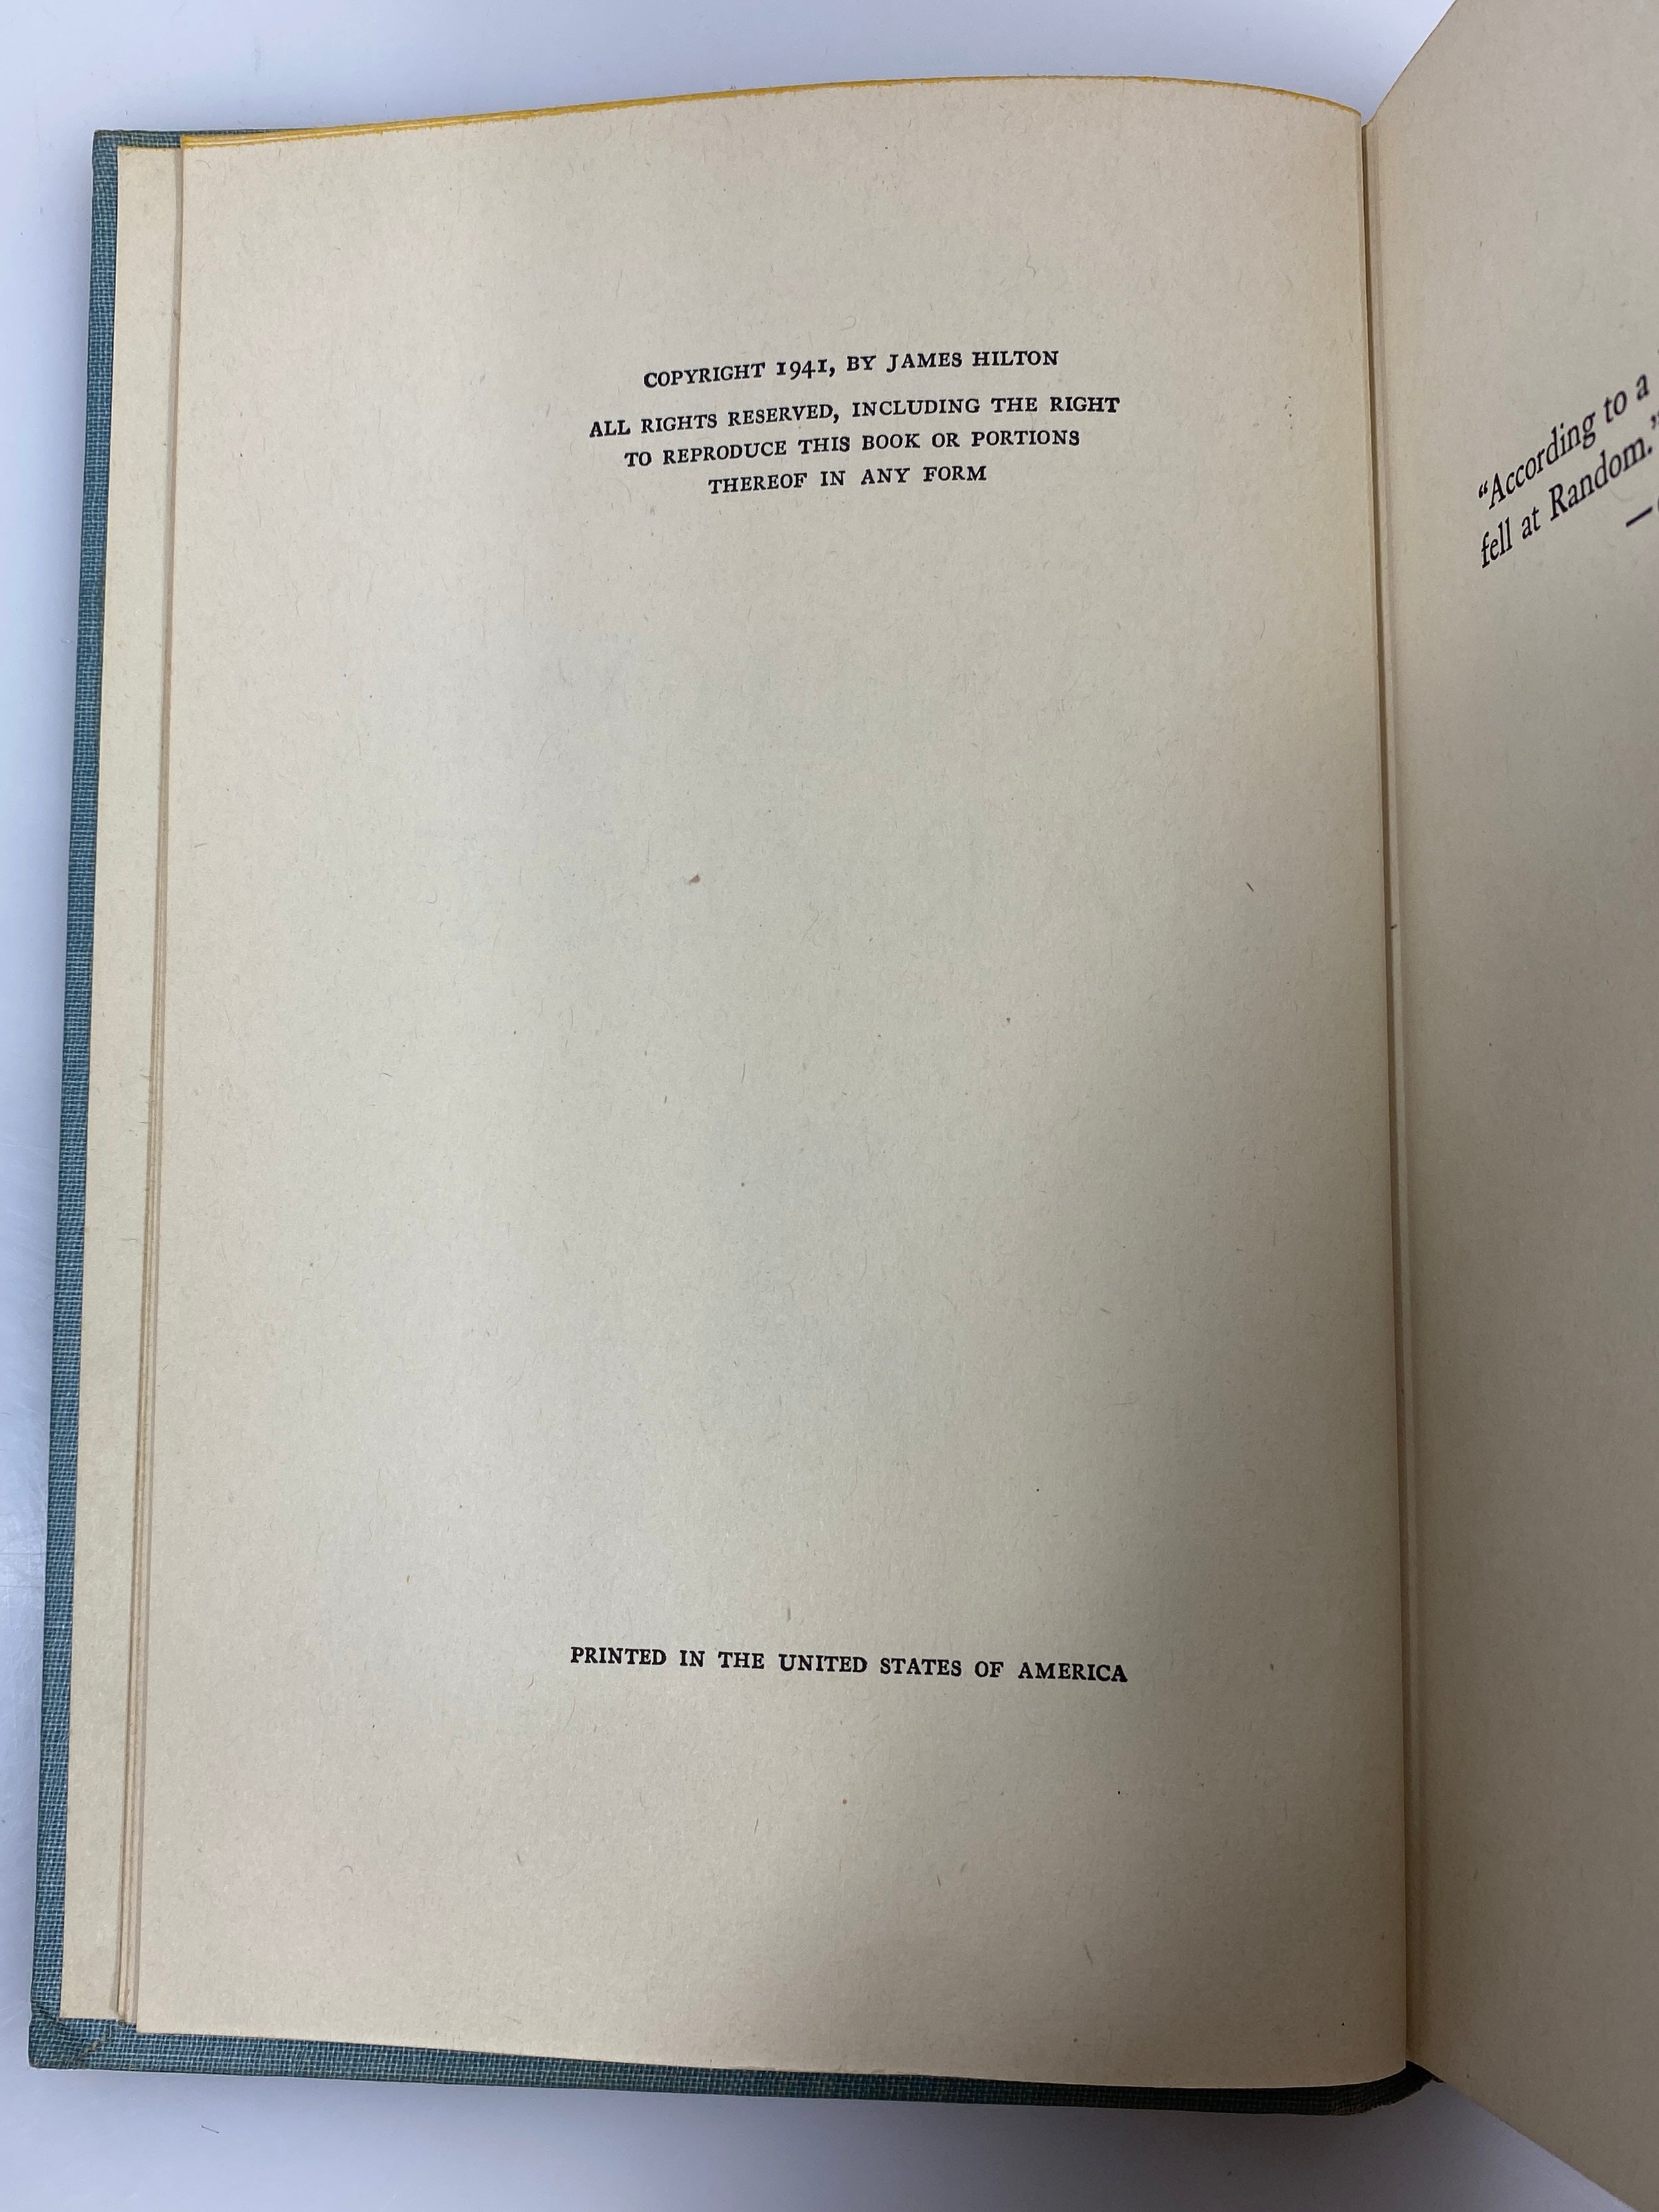 COPYRIGHT 1941, BY JAMES HILTON
ALL RIGHTS RESERVED, INCLUDING THE RIGHT
TO REPRODUCE THIS BOOK OR PORTIONS
THEREOF IN ANY FORM
PRINTED IN THE UNITED STATES OF AMERICA
“According to a
fell at Random.”
—